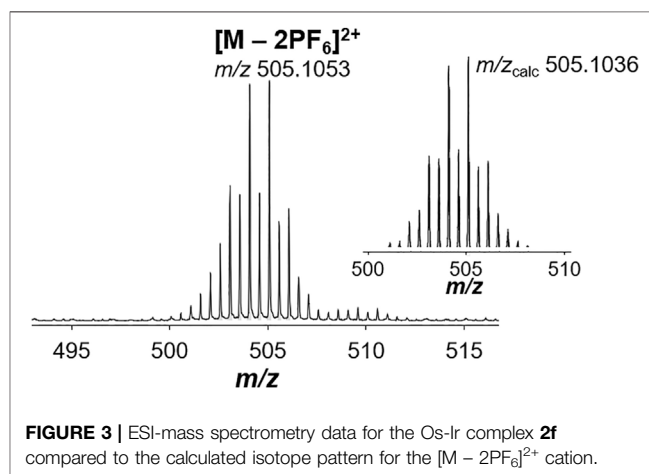 [M – 2PF₆]²⁺
m/z 505.1053
m/z_calc 505.1036
500 505 510
m/z
495 500 505 510 515
m/z
FIGURE 3 | ESI-mass spectrometry data for the Os-Ir complex 2f
compared to the calculated isotope pattern for the [M – 2PF₆]²⁺ cation.